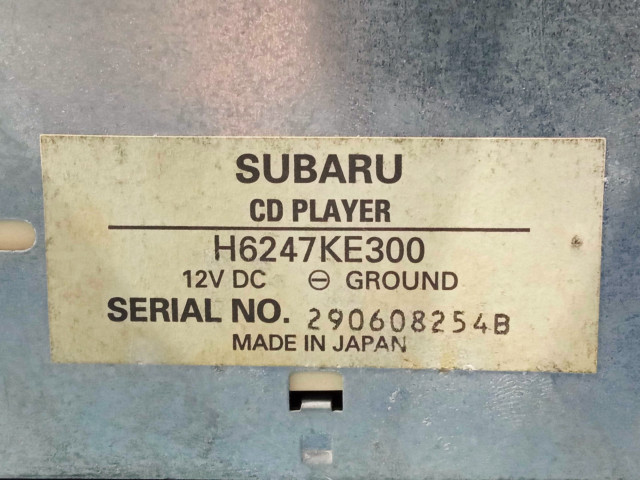 SUBARU
CD PLAYER
H6247KE300
12V DC ⊖ GROUND
SERIAL NO. 290608254B
MADE IN JAPAN